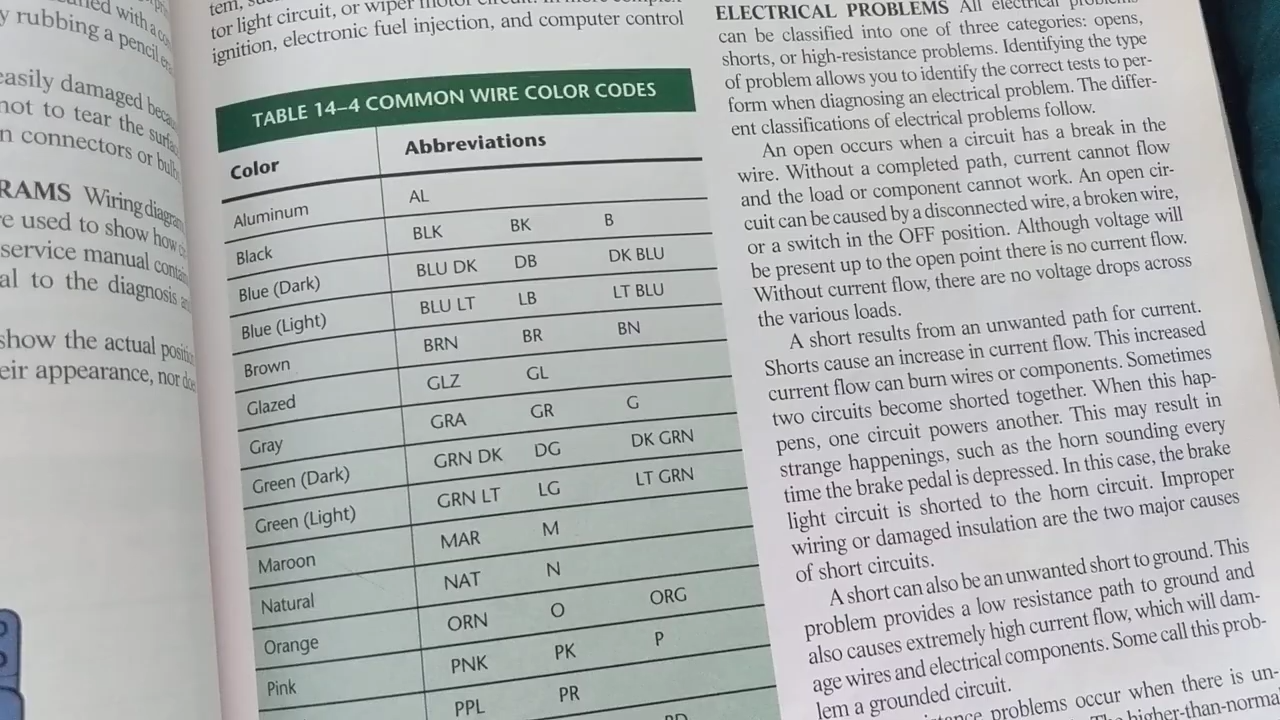 with a
y rubbing a pencil
easily damaged
not to tear the
n connectors or
RAMS Wiring
e used to show how
service manual
al to the diagnosis
show the actual
eir appearance, nor
tor light circuit, or wiper motor circuit. In more
ignition, electronic fuel injection, and computer control
TABLE 14–4 COMMON WIRE COLOR CODES
Color Abbreviations
Aluminum AL
Black BLK BK B
Blue (Dark) BLU DK DB DK BLU
Blue (Light) BLU LT LB LT BLU
Brown BRN BR BN
Glazed GLZ GL
Gray GRA GR G
Green (Dark) GRN DK DG DK GRN
Green (Light) GRN LT LG LT GRN
Maroon MAR M
Natural NAT N
Orange ORN O ORG
Pink PNK PK P
PPL PR
RD
ELECTRICAL PROBLEMS All electrical problems
can be classified into one of three categories: opens,
shorts, or high-resistance problems. Identifying the type
of problem allows you to identify the correct tests to per-
form when diagnosing an electrical problem. The differ-
ent classifications of electrical problems follow.
An open occurs when a circuit has a break in the
wire. Without a completed path, current cannot flow
and the load or component cannot work. An open cir-
cuit can be caused by a disconnected wire, a broken wire,
or a switch in the OFF position. Although voltage will
be present up to the open point there is no current flow.
Without current flow, there are no voltage drops across
the various loads.
A short results from an unwanted path for current.
Shorts cause an increase in current flow. This increased
current flow can burn wires or components. Sometimes
two circuits become shorted together. When this hap-
pens, one circuit powers another. This may result in
strange happenings, such as the horn sounding every
time the brake pedal is depressed. In this case, the brake
light circuit is shorted to the horn circuit. Improper
wiring or damaged insulation are the two major causes
of short circuits.
A short can also be an unwanted short to ground. This
problem provides a low resistance path to ground and
also causes extremely high current flow, which will dam-
age wires and electrical components. Some call this prob-
lem a grounded circuit.
problems occur when there is un-
higher-than-norma